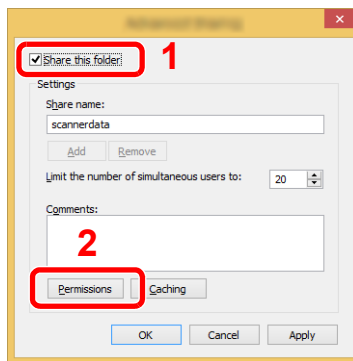 Share this folder
1
Settings
Share name:
scannerdata
Add Remove
Limit the number of simultaneous users to: 20
Comments:
2
Permissions Caching
OK Cancel Apply